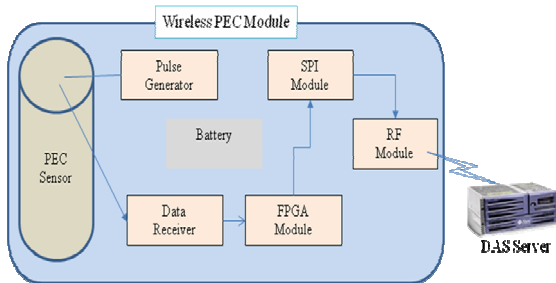 Wireless PEC Module
Pulse
Generator
SPI
Module
Battery
RF
Module
PEC
Sensor
Data
Receiver
FPGA
Module
DAS Server